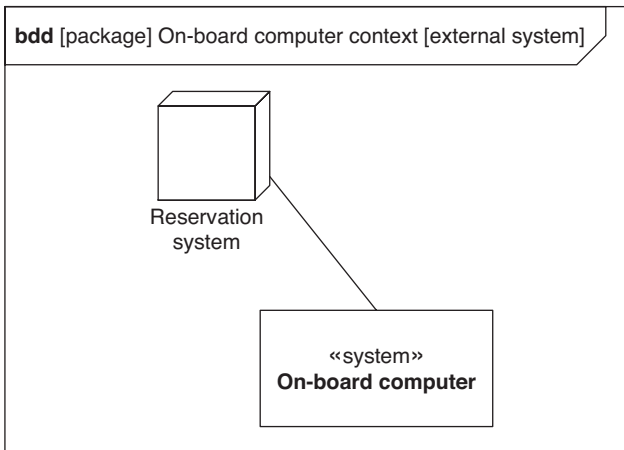 bdd [package] On-board computer context [external system]
Reservation
system
«system»
On-board computer